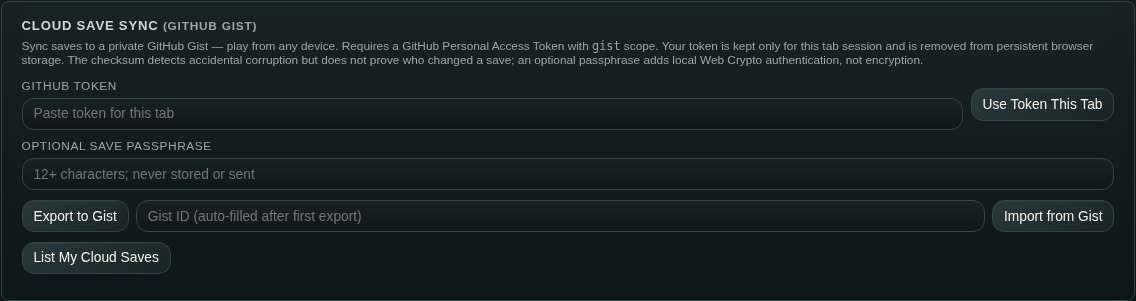 CLOUD SAVE SYNC (GITHUB GIST)
Sync saves to a private GitHub Gist — play from any device. Requires a GitHub Personal Access Token with gist scope. Your token is kept only for this tab session and is removed from persistent browser
storage. The checksum detects accidental corruption but does not prove who changed a save; an optional passphrase adds local Web Crypto authentication, not encryption.
GITHUB TOKEN
Paste token for this tab
Use Token This Tab
OPTIONAL SAVE PASSPHRASE
12+ characters; never stored or sent
Export to Gist
Gist ID (auto-filled after first export)
Import from Gist
List My Cloud Saves